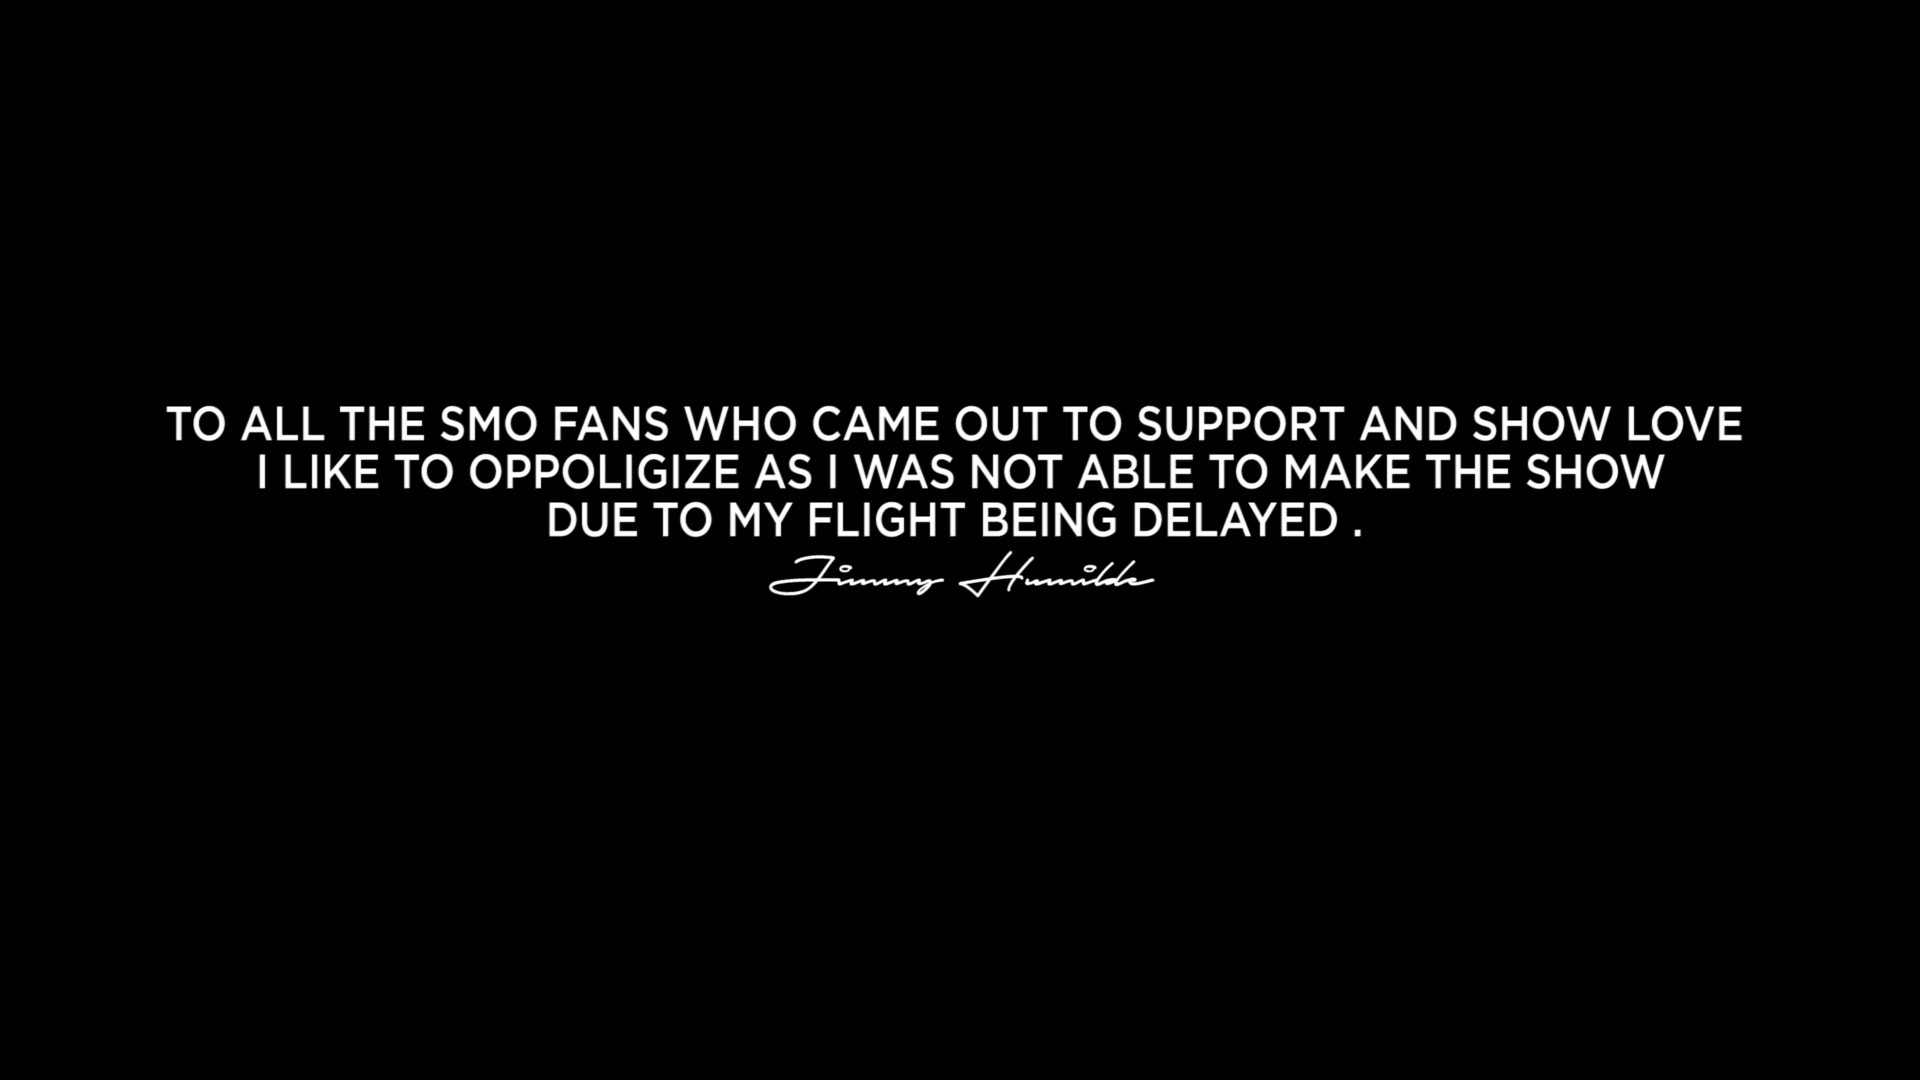 TO ALL THE SMO FANS WHO CAME OUT TO SUPPORT AND SHOW LOVE
I LIKE TO OPPOLIGIZE AS I WAS NOT ABLE TO MAKE THE SHOW
DUE TO MY FLIGHT BEING DELAYED .
Jimmy Humilde